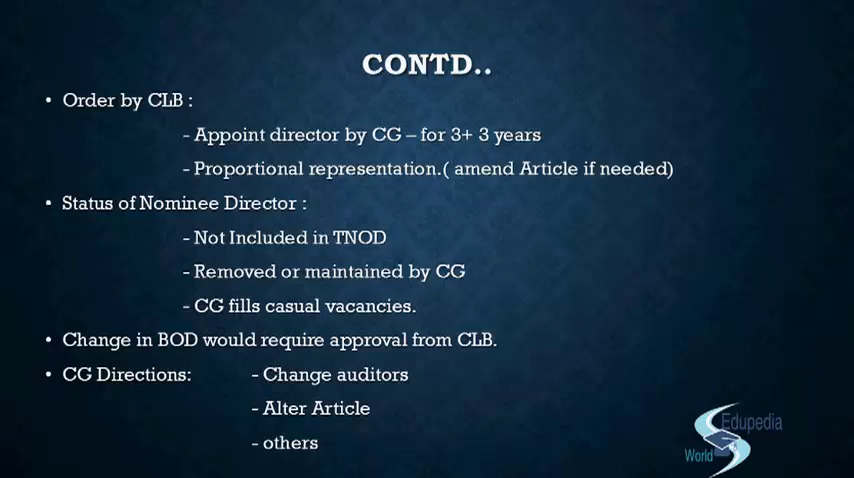 CONTD..
• Order by CLB :
- Appoint director by CG – for 3+ 3 years
- Proportional representation.( amend Article if needed)
• Status of Nominee Director :
- Not Included in TNOD
- Removed or maintained by CG
- CG fills casual vacancies.
• Change in BOD would require approval from CLB.
• CG Directions: - Change auditors
- Alter Article
- others
Edupedia
World